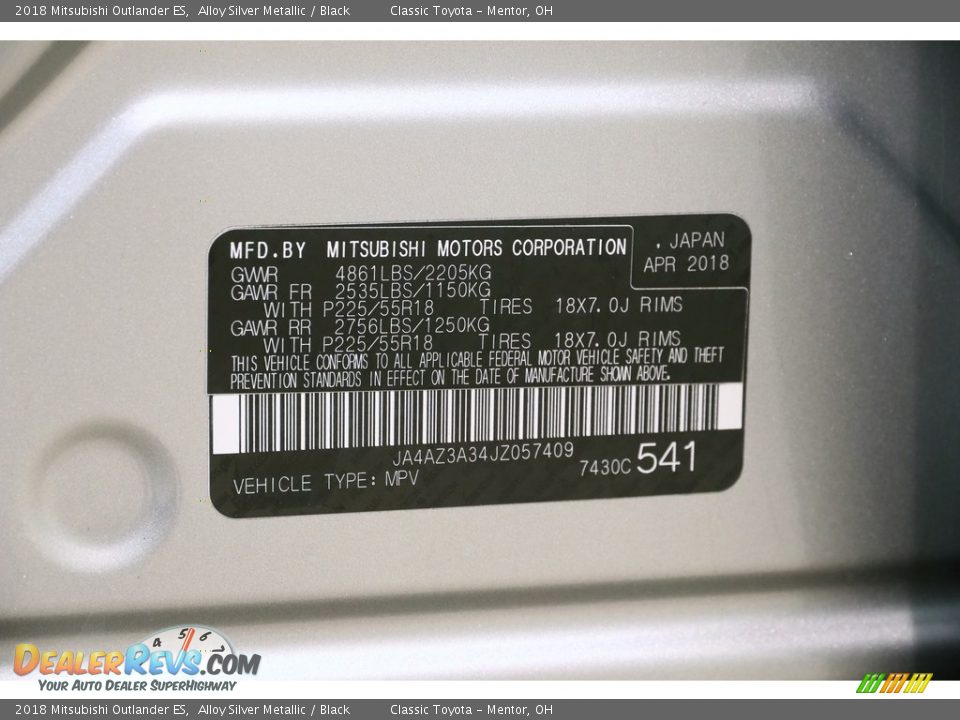 2018 Mitsubishi Outlander ES, Alloy Silver Metallic / Black Classic Toyota - Mentor, OH
MFD.BY MITSUBISHI MOTORS CORPORATION
. JAPAN
APR 2018
GVWR 4861LBS/2205KG
GAWR FR 2535LBS/1150KG
WITH P225/55R18 TIRES 18X7.0J RIMS
GAWR RR 2756LBS/1250KG
WITH P225/55R18 TIRES 18X7.0J RIMS
THIS VEHICLE CONFORMS TO ALL APPLICABLE FEDERAL MOTOR VEHICLE SAFETY AND THEFT
PREVENTION STANDARDS IN EFFECT ON THE DATE OF MANUFACTURE SHOWN ABOVE.
JA4AZ3A34JZ057409
7430C 541
VEHICLE TYPE: MPV
4 5 6
DEALERREVS.COM
YOUR AUTO DEALER SUPERHIGHWAY
2018 Mitsubishi Outlander ES, Alloy Silver Metallic / Black Classic Toyota - Mentor, OH